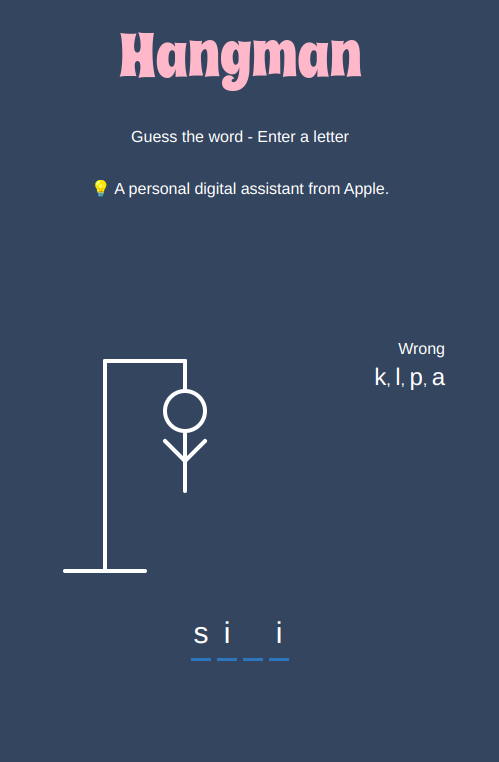 Hangman
Guess the word - Enter a letter
💡 A personal digital assistant from Apple.
Wrong
k, l, p, a
s i _ i